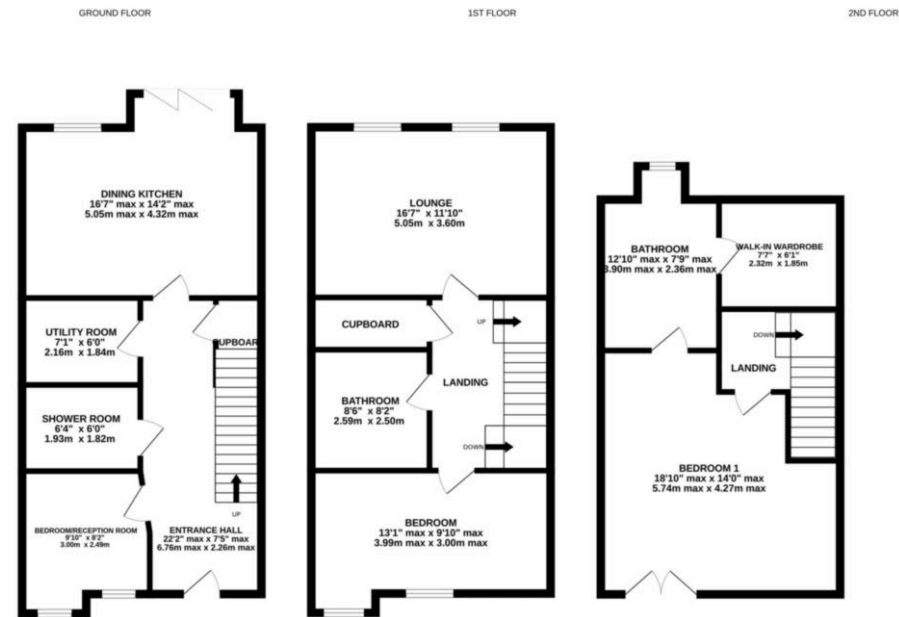 GROUND FLOOR
1ST FLOOR
2ND FLOOR
DINING KITCHEN
16'7" max x 14'2" max
5.05m max x 4.32m max
UTILITY ROOM
7'1" x 6'0"
2.16m x 1.84m
CUPBOAR
SHOWER ROOM
6'4" x 6'0"
1.93m x 1.82m
BEDROOM/RECEPTION ROOM
9'10" x 8'2"
3.00m x 2.49m
UP
ENTRANCE HALL
22'2" max x 7'5" max
6.76m max x 2.26m max
LOUNGE
16'7" x 11'10"
5.05m x 3.60m
CUPBOARD
UP
LANDING
BATHROOM
8'6" x 8'2"
2.59m x 2.50m
DOWN
BEDROOM
13'1" max x 9'10" max
3.99m max x 3.00m max
BATHROOM
12'10" max x 7'9" max
3.90m max x 2.36m max
WALK-IN WARDROBE
7'7" x 6'1"
2.32m x 1.85m
DOWN
LANDING
BEDROOM 1
18'10" max x 14'0" max
5.74m max x 4.27m max